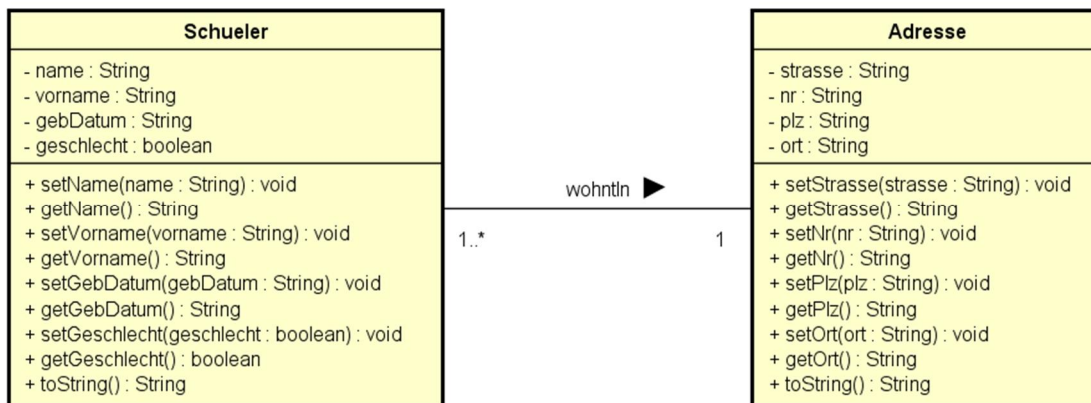 Schueler
- name : String
- vorname : String
- gebDatum : String
- geschlecht : boolean
+ setName(name : String) : void
+ getName() : String
+ setVorname(vorname : String) : void
+ getVorname() : String
+ setGebDatum(gebDatum : String) : void
+ getGebDatum() : String
+ setGeschlecht(geschlecht : boolean) : void
+ getGeschlecht() : boolean
+ toString() : String
wohntIn ▶
1..*
1
Adresse
- strasse : String
- nr : String
- plz : String
- ort : String
+ setStrasse(strasse : String) : void
+ getStrasse() : String
+ setNr(nr : String) : void
+ getNr() : String
+ setPlz(plz : String) : void
+ getPlz() : String
+ setOrt(ort : String) : void
+ getOrt() : String
+ toString() : String